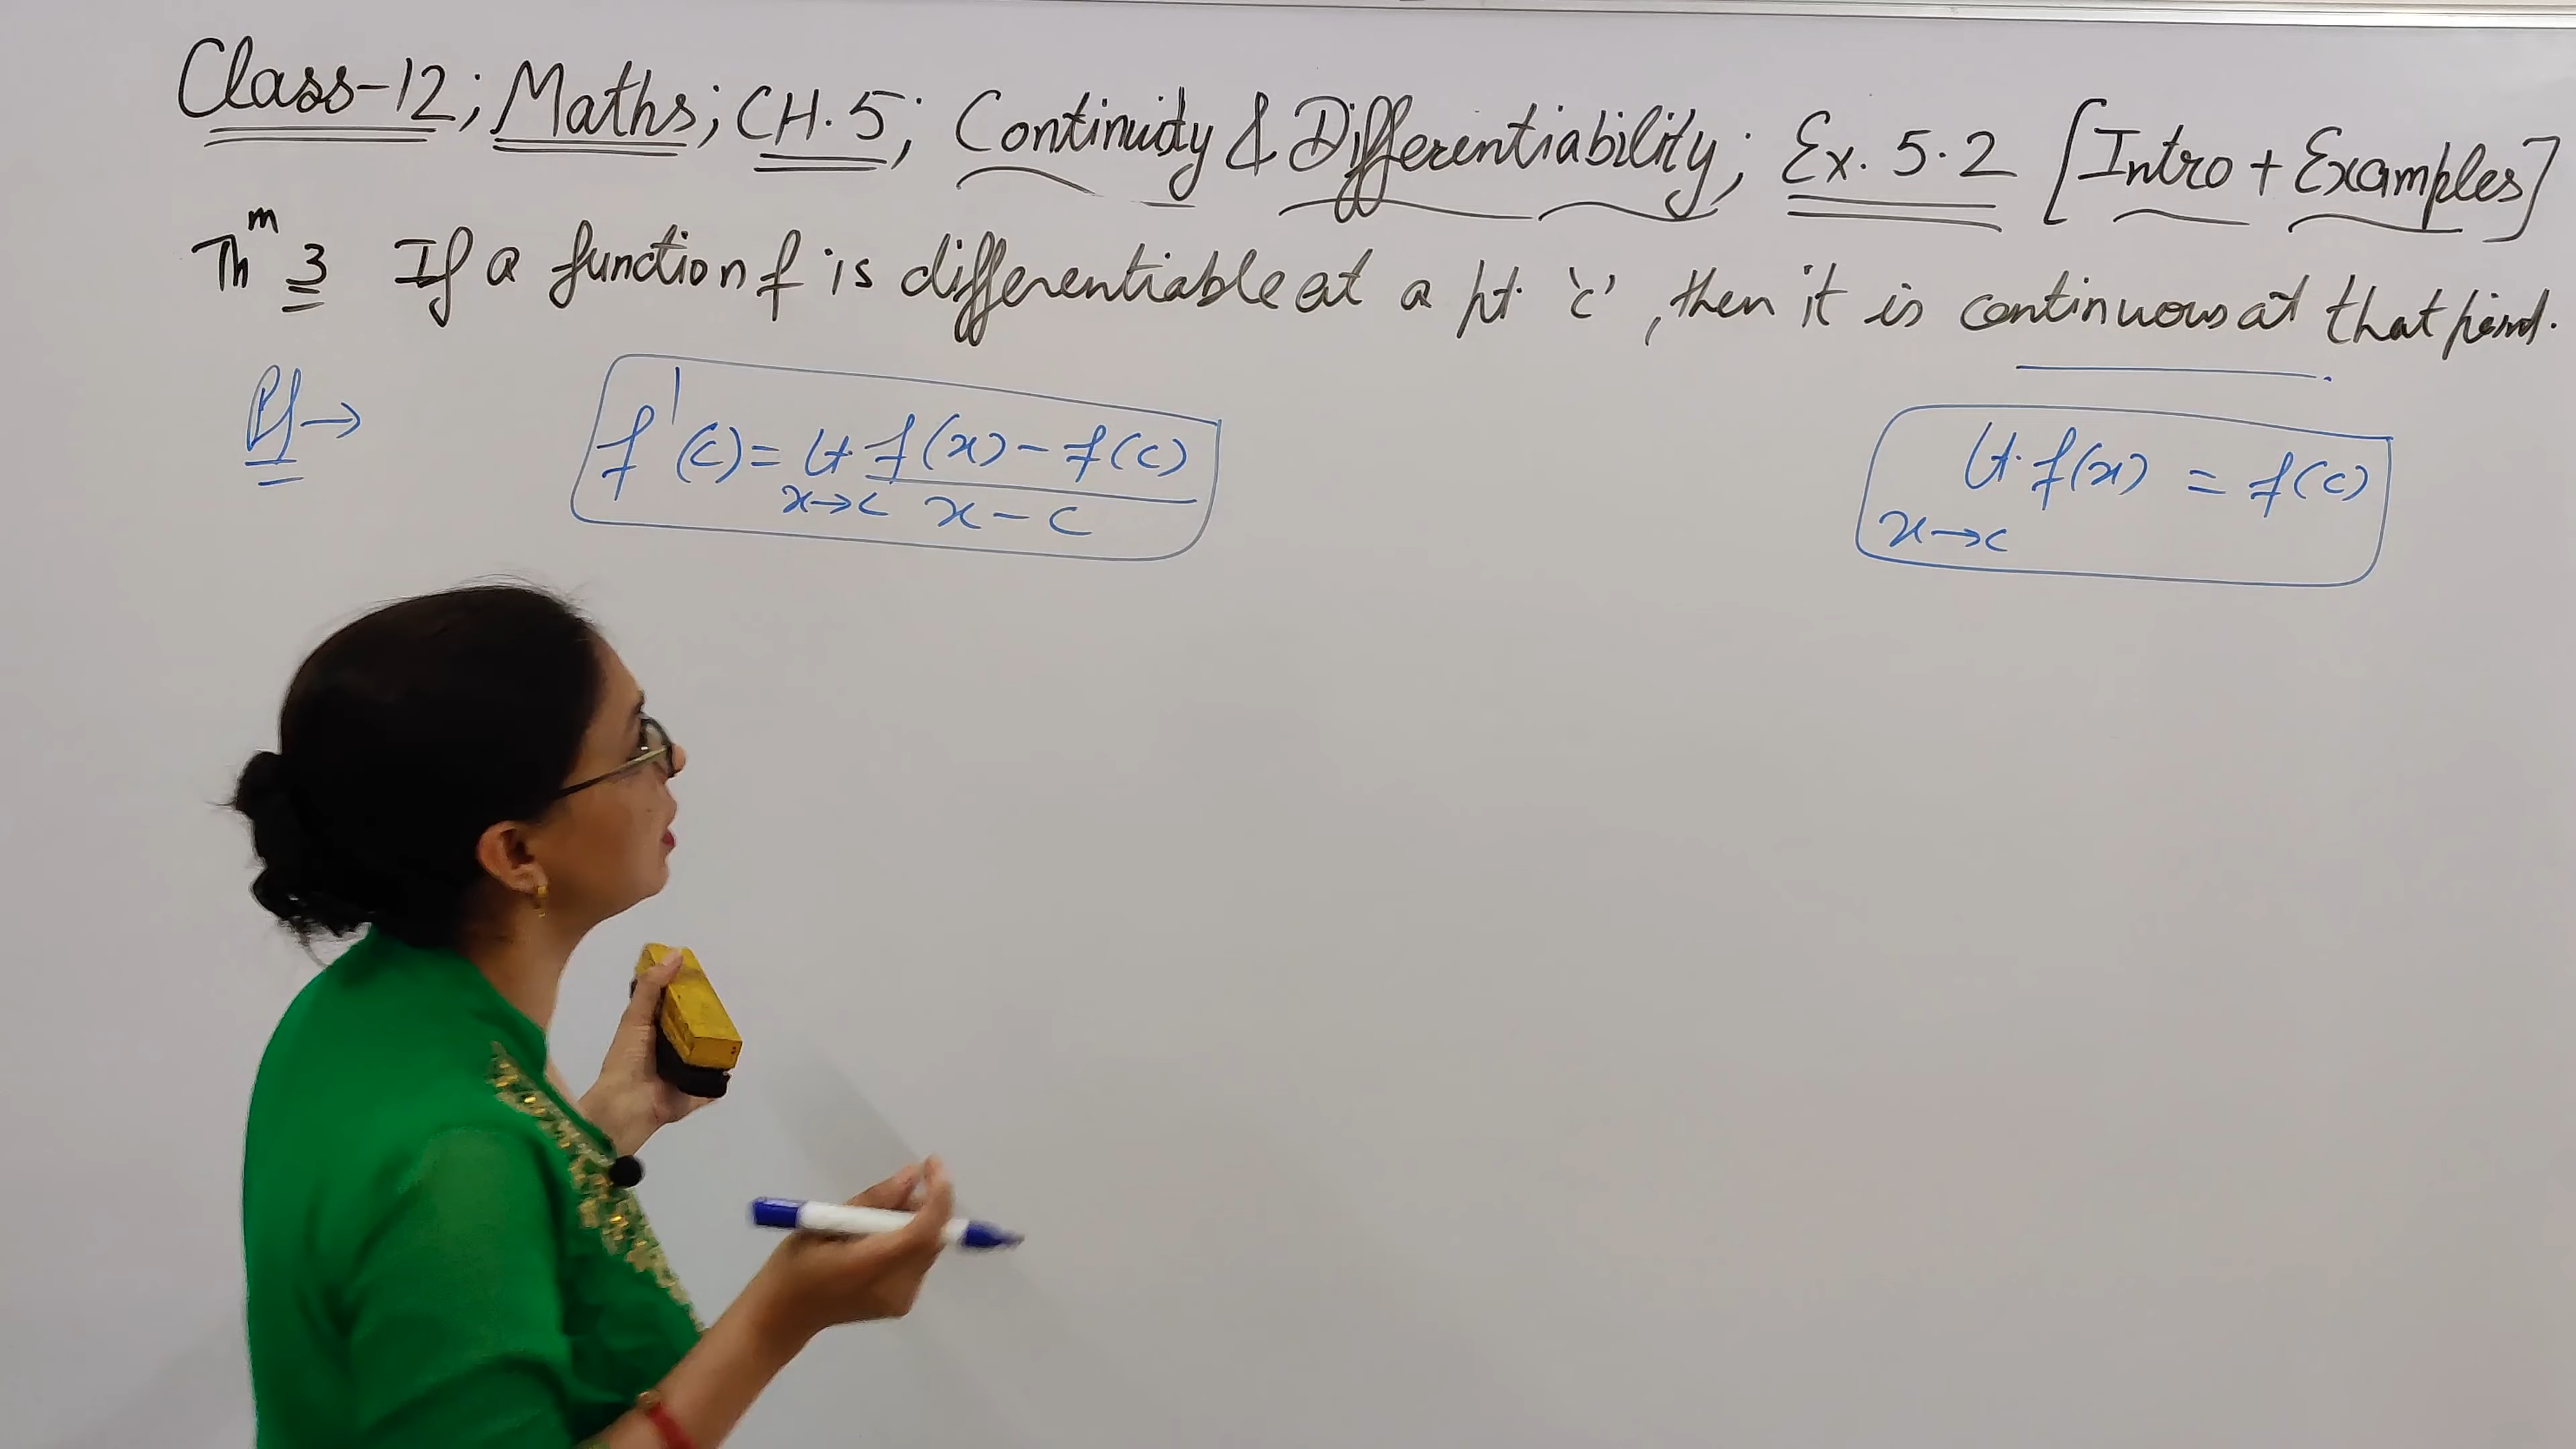 Class-12; Maths; CH. 5; Continuity & Differentiability; Ex. 5.2 [Intro + Examples]
Thm 3 If a function f is differentiable at a pt. 'c', then it is continuous at that point.
Pf→
f'(c) = Lt. f(x) - f(c)
x→c x - c
Lt. f(x) = f(c)
x→c